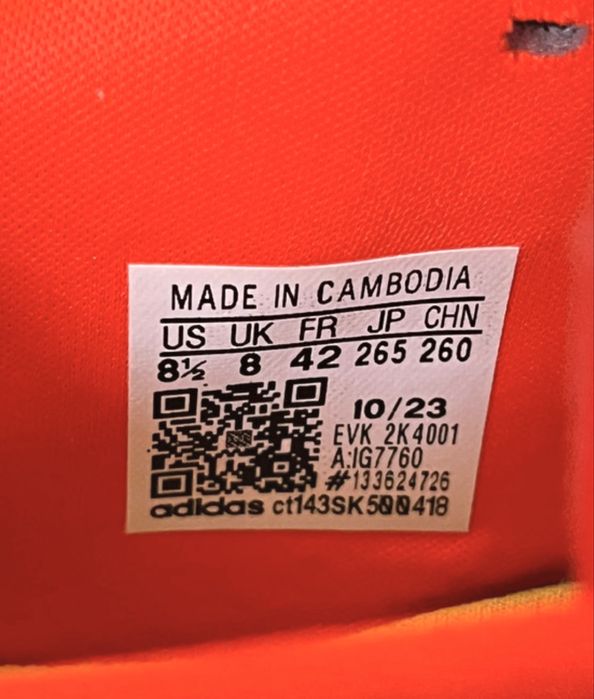 MADE IN CAMBODIA
US UK FR JP CHN
8½ 8 42 265 260
10/23
EVK 2K4001
A:IG7760
#133624726
adidas ct143SK500418